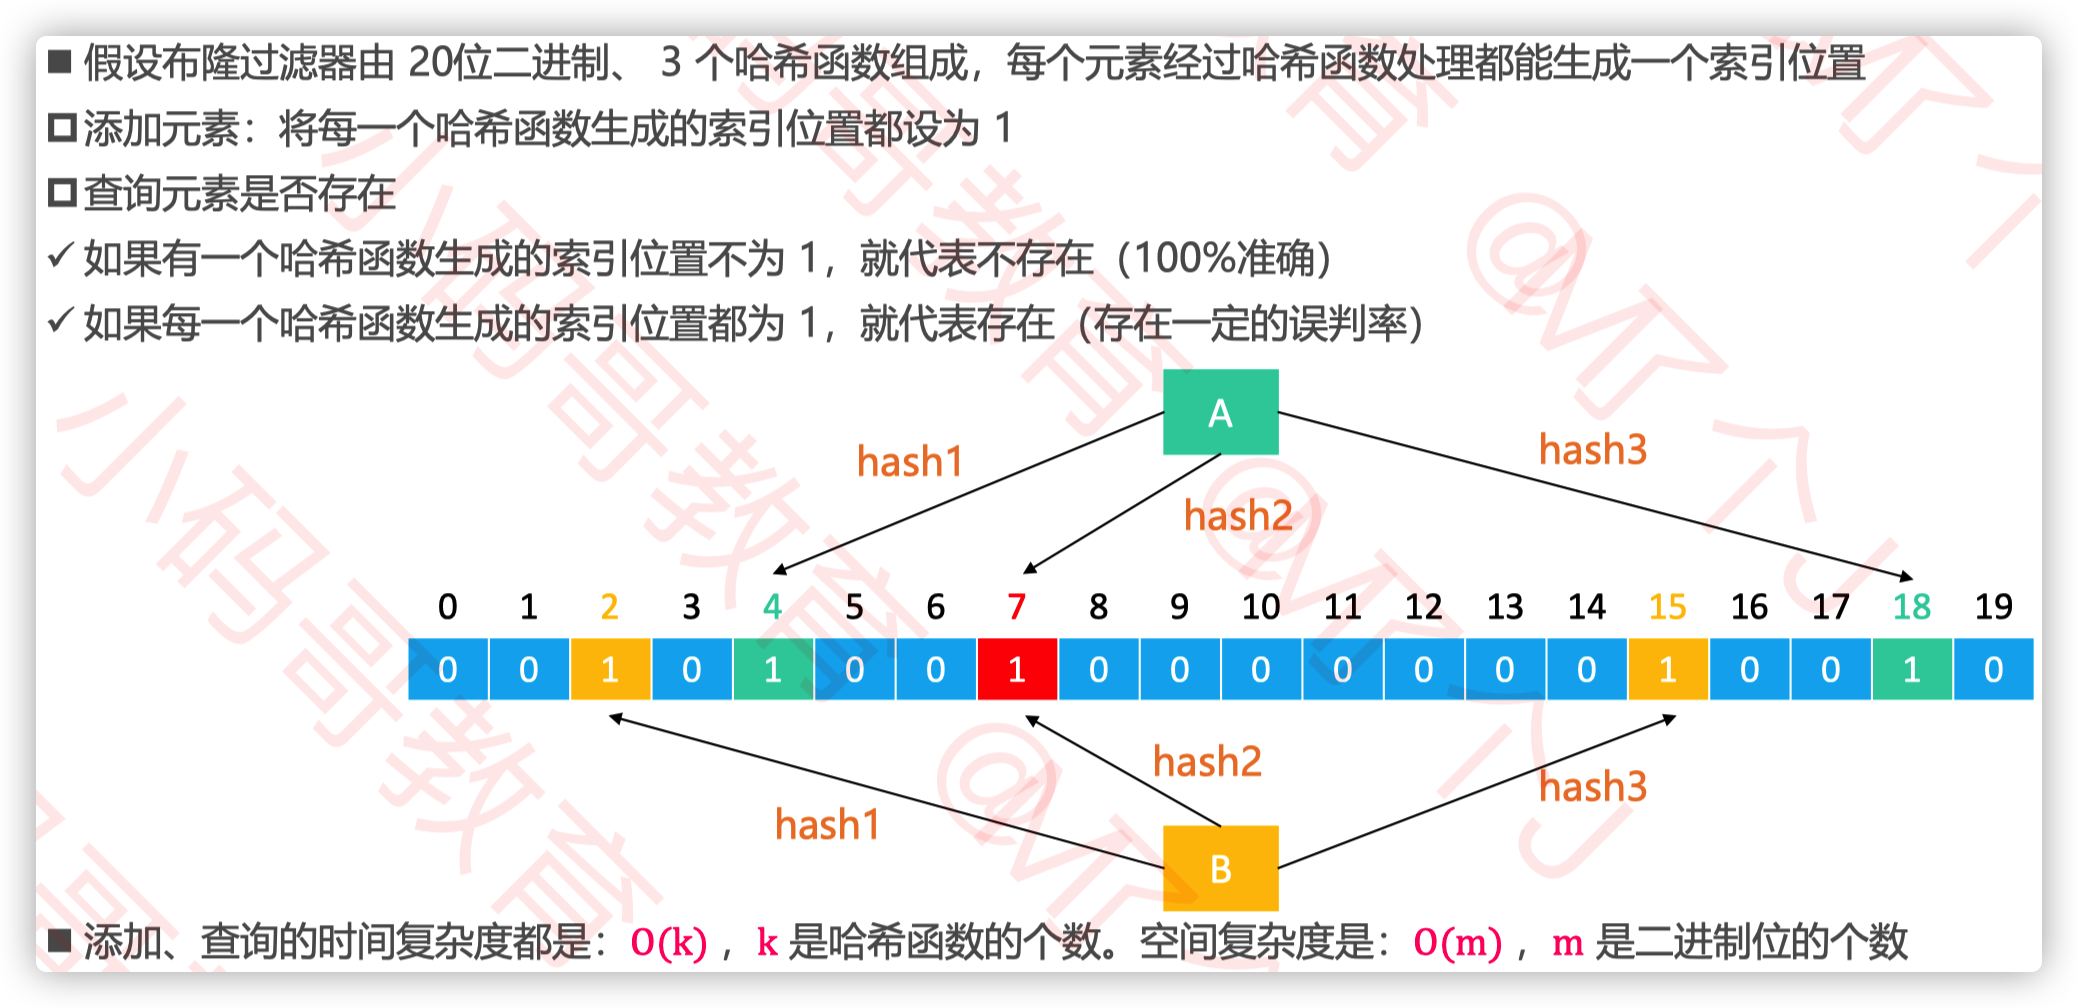 ■ 假设布隆过滤器由 20位二进制、 3 个哈希函数组成，每个元素经过哈希函数处理都能生成一个索引位置
添加元素：将每一个哈希函数生成的索引位置都设为 1
查询元素是否存在
✓ 如果有一个哈希函数生成的索引位置不为 1，就代表不存在（100%准确）
✓ 如果每一个哈希函数生成的索引位置都为 1，就代表存在（存在一定的误判率）
A
hash1
hash2
hash3
0 1 2 3 4 5 6 7 8 9 10 11 12 13 14 15 16 17 18 19
0 0 1 0 1 0 0 1 0 0 0 0 0 0 0 1 0 0 1 0
hash1
hash2
hash3
B
■ 添加、查询的时间复杂度都是：O(k) ，k 是哈希函数的个数。空间复杂度是：O(m) ，m 是二进制位的个数
小码哥教育 @M了个J